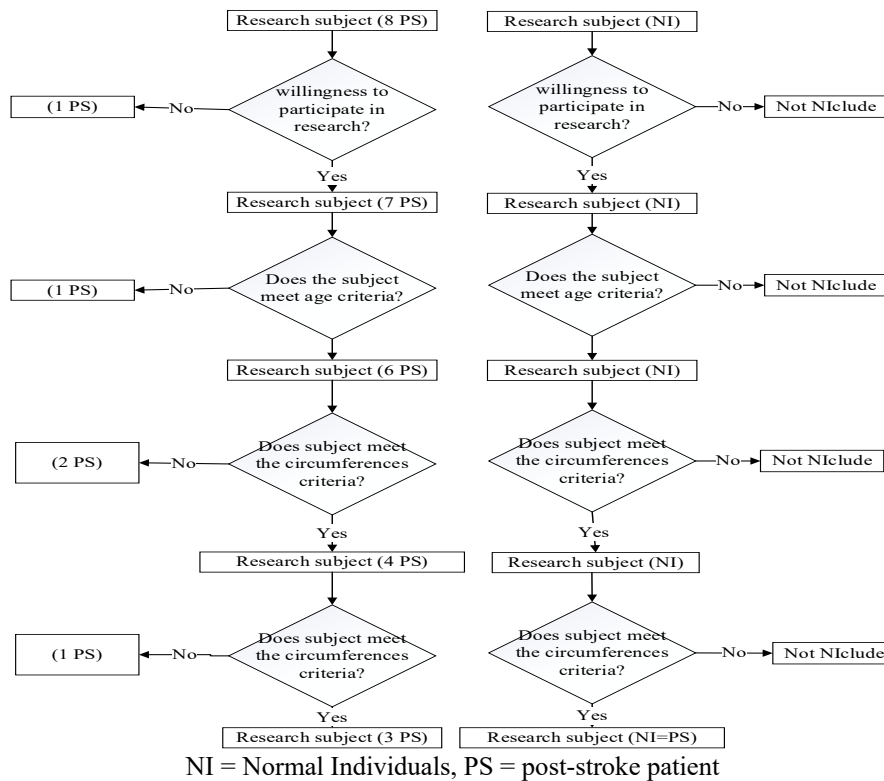 Research subject (8 PS)
Research subject (NI)
willingness to
participate in
research?
willingness to
participate in
research?
(1 PS)
No
No
Not NIclude
Yes
Yes
Research subject (7 PS)
Research subject (NI)
Does the subject
meet age criteria?
Does the subject
meet age criteria?
(1 PS)
No
No
Not NIclude
Research subject (6 PS)
Research subject (NI)
Does subject meet
the circumferences
criteria?
Does subject meet
the circumferences
criteria?
(2 PS)
No
No
Not NIclude
Yes
Yes
Research subject (4 PS)
Research subject (NI)
Does subject meet
the circumferences
criteria?
Does subject meet
the circumferences
criteria?
(1 PS)
No
No
Not NIclude
Yes
Yes
Research subject (3 PS)
Research subject (NI=PS)
NI = Normal Individuals, PS = post-stroke patient